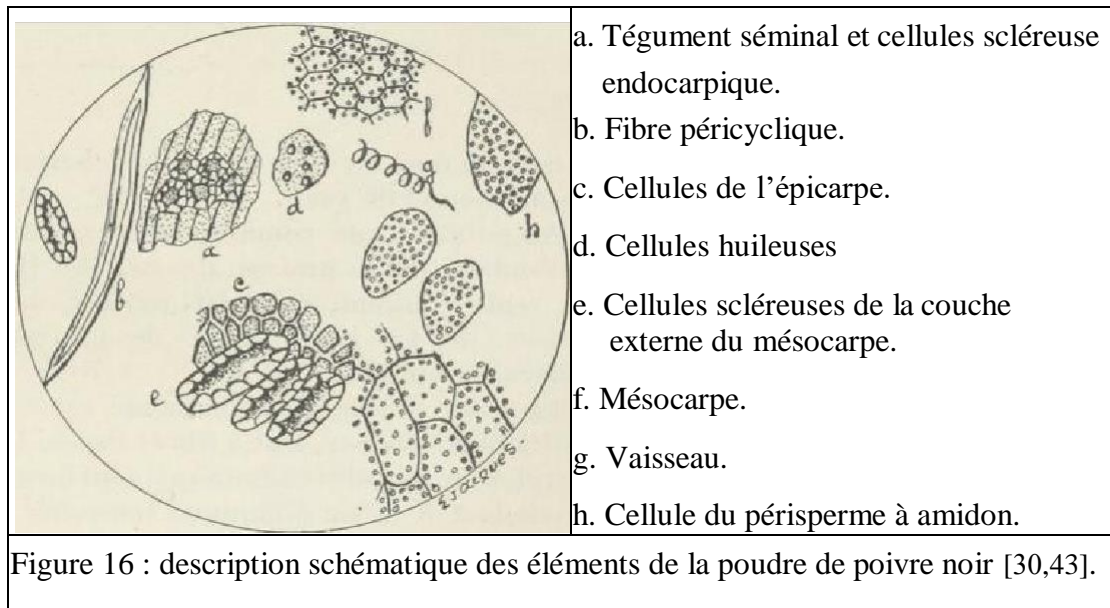 a. Tégument séminal et cellules scléreuse
endocarpique.
b. Fibre péricyclique.
c. Cellules de l’épicarpe.
d. Cellules huileuses
e. Cellules scléreuses de la couche
externe du mésocarpe.
f. Mésocarpe.
g. Vaisseau.
h. Cellule du périsperme à amidon.
a
b
c
d
e
f
g
h
Figure 16 : description schématique des éléments de la poudre de poivre noir [30,43].